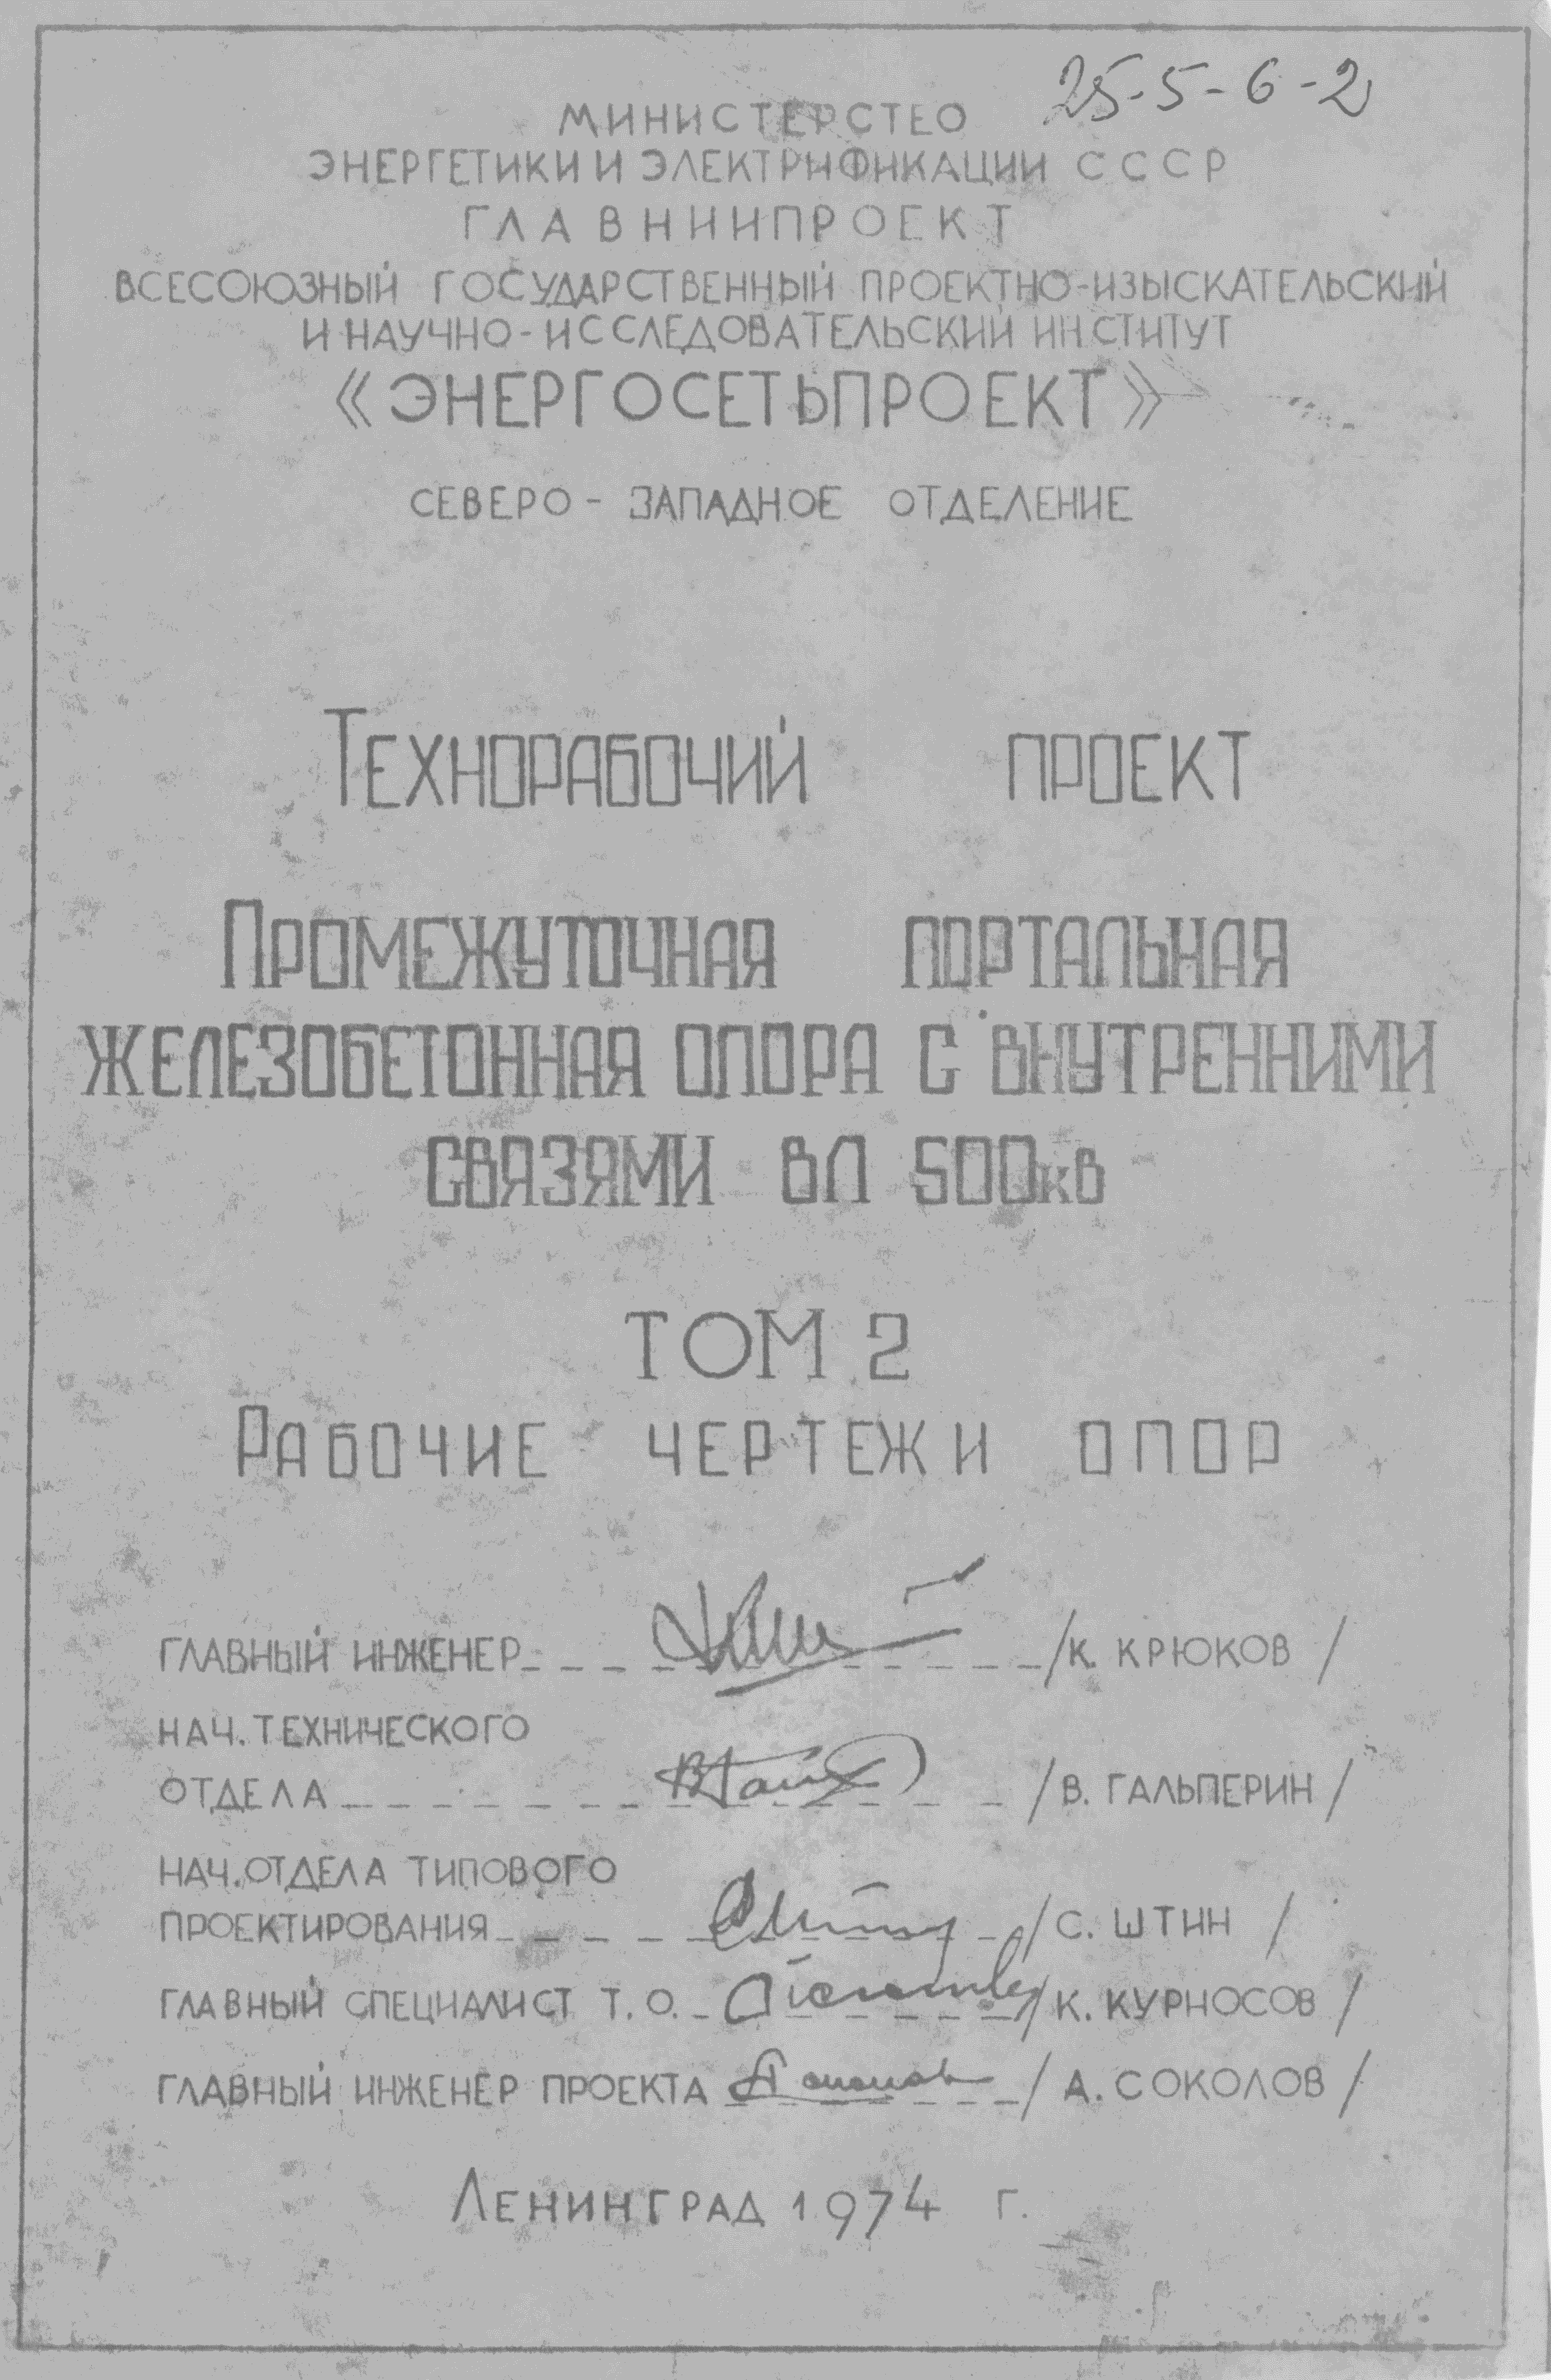 25-5-6-2
МИНИСТЕРСТВО
ЭНЕРГЕТИКИ И ЭЛЕКТРИФИКАЦИИ СССР
ГЛАВНИИПРОЕКТ
ВСЕСОЮЗНЫЙ ГОСУДАРСТВЕННЫЙ ПРОЕКТНО-ИЗЫСКАТЕЛЬСКИЙ
И НАУЧНО-ИССЛЕДОВАТЕЛЬСКИЙ ИНСТИТУТ
«ЭНЕРГОСЕТЬПРОЕКТ»
СЕВЕРО - ЗАПАДНОЕ ОТДЕЛЕНИЕ
ТЕХНОРАБОЧИЙ ПРОЕКТ
ПРОМЕЖУТОЧНАЯ ПОРТАЛЬНАЯ
ЖЕЛЕЗОБЕТОННАЯ ОПОРА С ВНУТРЕННИМИ
СВЯЗЯМИ ВЛ 500кВ
ТОМ 2
РАБОЧИЕ ЧЕРТЕЖИ ОПОР
ГЛАВНЫЙ ИНЖЕНЕР /К. КРЮКОВ/
НАЧ. ТЕХНИЧЕСКОГО
ОТДЕЛА /В. ГАЛЬПЕРИН/
НАЧ. ОТДЕЛА ТИПОВОГО
ПРОЕКТИРОВАНИЯ /С. ШТИН/
ГЛАВНЫЙ СПЕЦИАЛИСТ Т.О. /К. КУРНОСОВ/
ГЛАВНЫЙ ИНЖЕНЕР ПРОЕКТА /А. СОКОЛОВ/
ЛЕНИНГРАД 1974 Г.